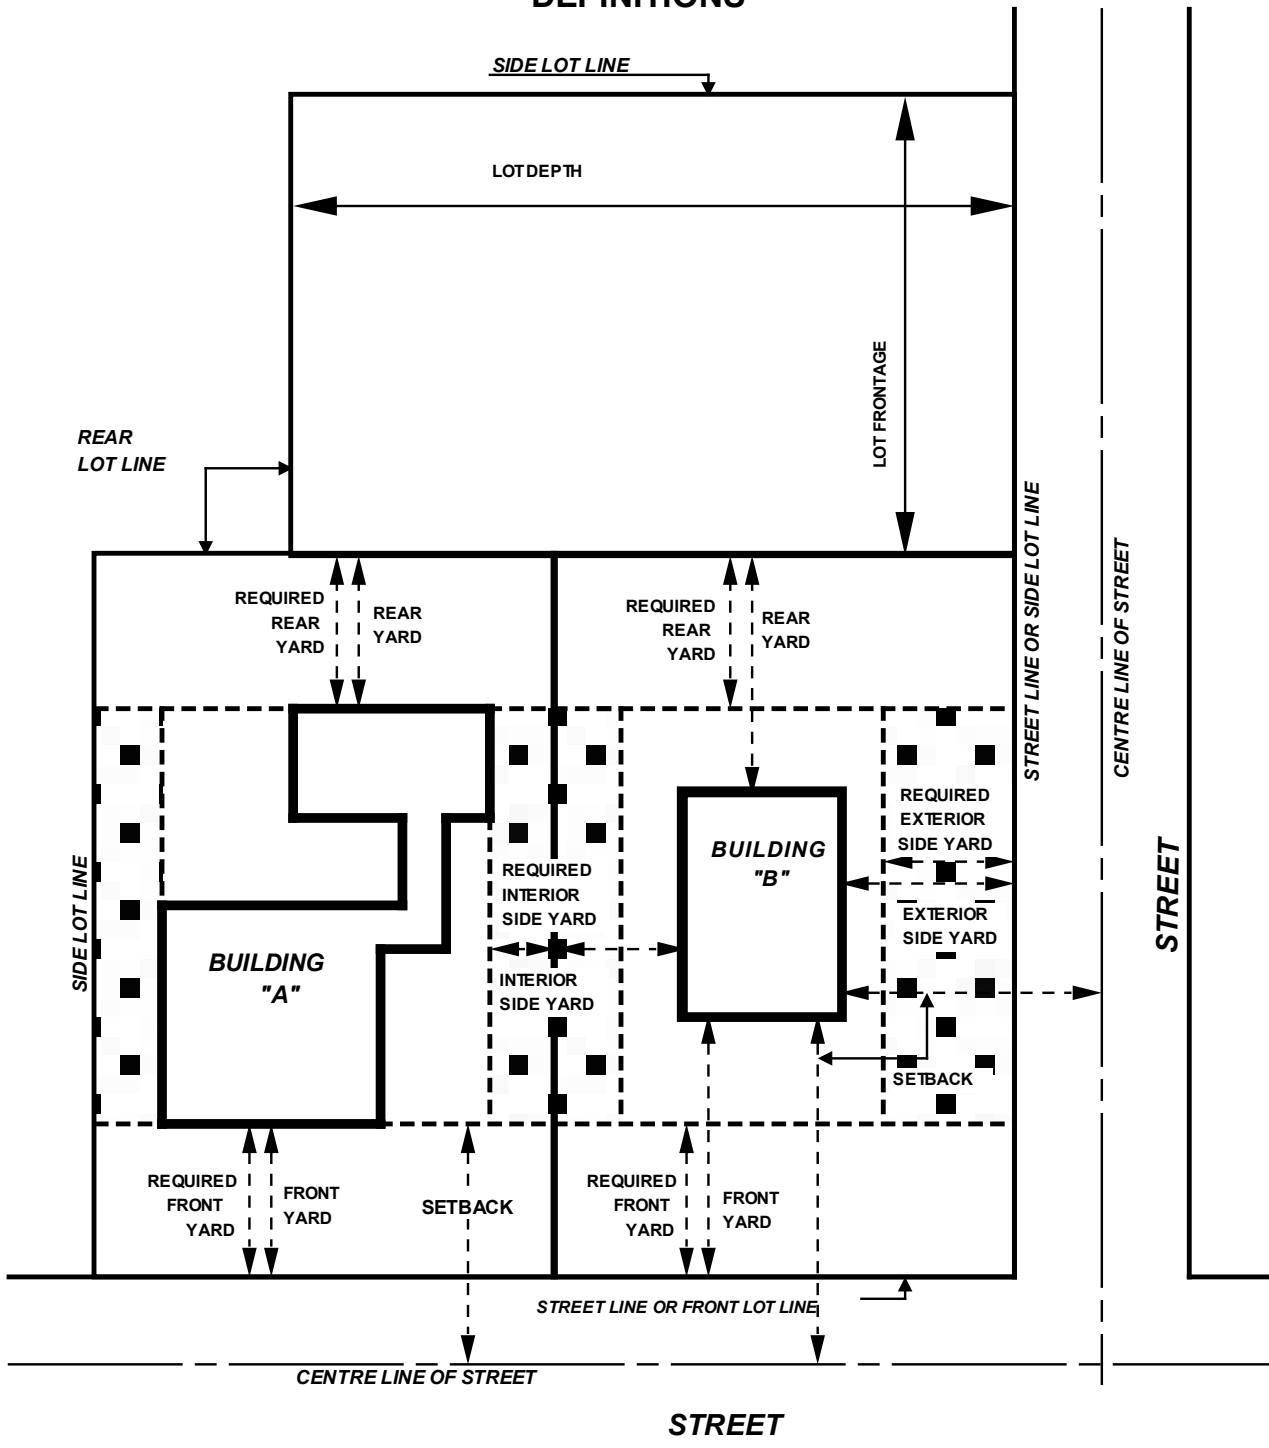 DEFINITIONS
SIDE LOT LINE
LOT DEPTH
LOT FRONTAGE
REAR
LOT LINE
STREET LINE OR SIDE LOT LINE
CENTRE LINE OF STREET
REQUIRED
REAR
YARD
REAR
YARD
REQUIRED
REAR
YARD
REAR
YARD
REQUIRED
EXTERIOR
SIDE YARD
BUILDING
"B"
STREET
SIDE LOT LINE
REQUIRED
INTERIOR
SIDE YARD
EXTERIOR
SIDE YARD
BUILDING
"A"
INTERIOR
SIDE YARD
SETBACK
REQUIRED
FRONT
YARD
FRONT
YARD
SETBACK
REQUIRED
FRONT
YARD
FRONT
YARD
STREET LINE OR FRONT LOT LINE
CENTRE LINE OF STREET
STREET